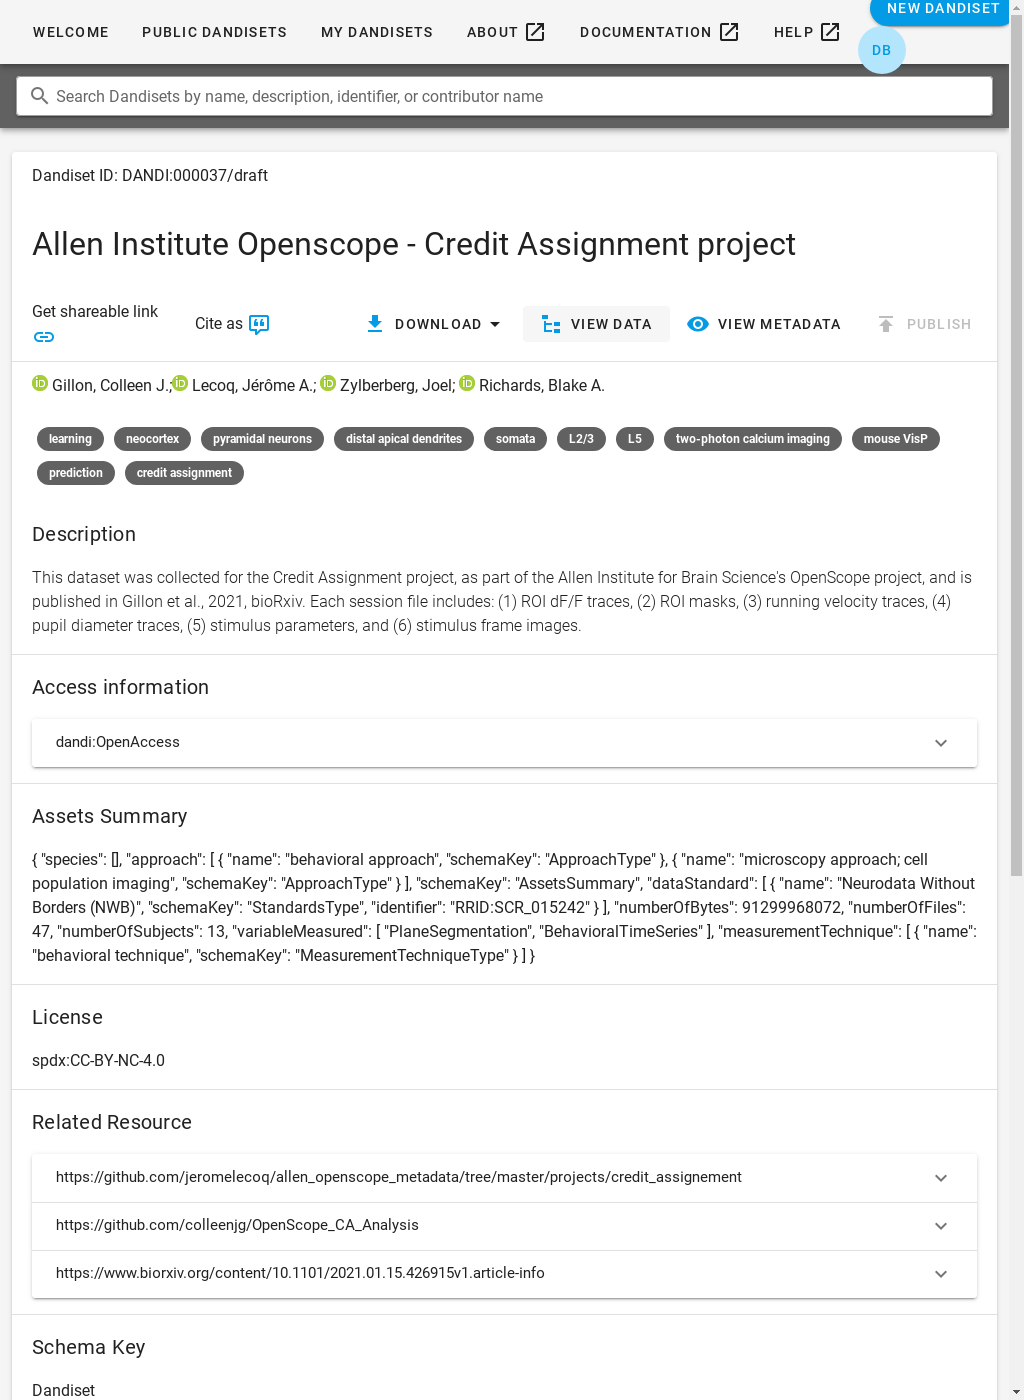 WELCOME PUBLIC DANDISETS MY DANDISETS ABOUT DOCUMENTATION HELP NEW DANDISET
DB
Search Dandisets by name, description, identifier, or contributor name
Dandiset ID: DANDI:000037/draft
Allen Institute Openscope - Credit Assignment project
Get shareable link
Cite as DOWNLOAD VIEW DATA VIEW METADATA PUBLISH
Gillon, Colleen J.; Lecoq, Jérôme A.; Zylberberg, Joel; Richards, Blake A.
learning neocortex pyramidal neurons distal apical dendrites somata L2/3 L5 two-photon calcium imaging mouse VisP
prediction credit assignment
Description
This dataset was collected for the Credit Assignment project, as part of the Allen Institute for Brain Science's OpenScope project, and is
published in Gillon et al., 2021, bioRxiv. Each session file includes: (1) ROI dF/F traces, (2) ROI masks, (3) running velocity traces, (4)
pupil diameter traces, (5) stimulus parameters, and (6) stimulus frame images.
Access information
dandi:OpenAccess
Assets Summary
{ "species": [], "approach": [ { "name": "behavioral approach", "schemaKey": "ApproachType" }, { "name": "microscopy approach; cell
population imaging", "schemaKey": "ApproachType" } ], "schemaKey": "AssetsSummary", "dataStandard": [ { "name": "Neurodata Without
Borders (NWB)", "schemaKey": "StandardsType", "identifier": "RRID:SCR_015242" } ], "numberOfBytes": 91299968072, "numberOfFiles":
47, "numberOfSubjects": 13, "variableMeasured": [ "PlaneSegmentation", "BehavioralTimeSeries" ], "measurementTechnique": [ { "name":
"behavioral technique", "schemaKey": "MeasurementTechniqueType" } ] }
License
spdx:CC-BY-NC-4.0
Related Resource
https://github.com/jeromelecoq/allen_openscope_metadata/tree/master/projects/credit_assignement
https://github.com/colleenjg/OpenScope_CA_Analysis
https://www.biorxiv.org/content/10.1101/2021.01.15.426915v1.article-info
Schema Key
Dandiset